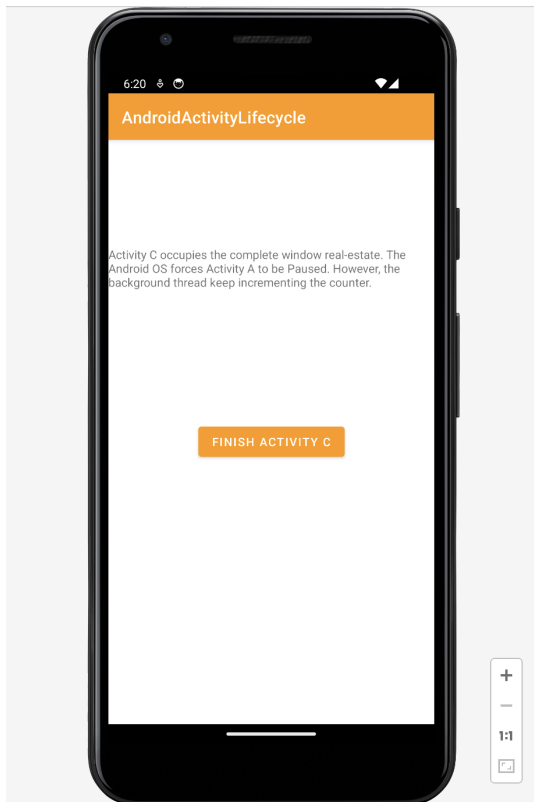 6:20
AndroidActivityLifecycle
Activity C occupies the complete window real-estate. The
Android OS forces Activity A to be Paused. However, the
background thread keep incrementing the counter.
FINISH ACTIVITY C
+
−
1:1